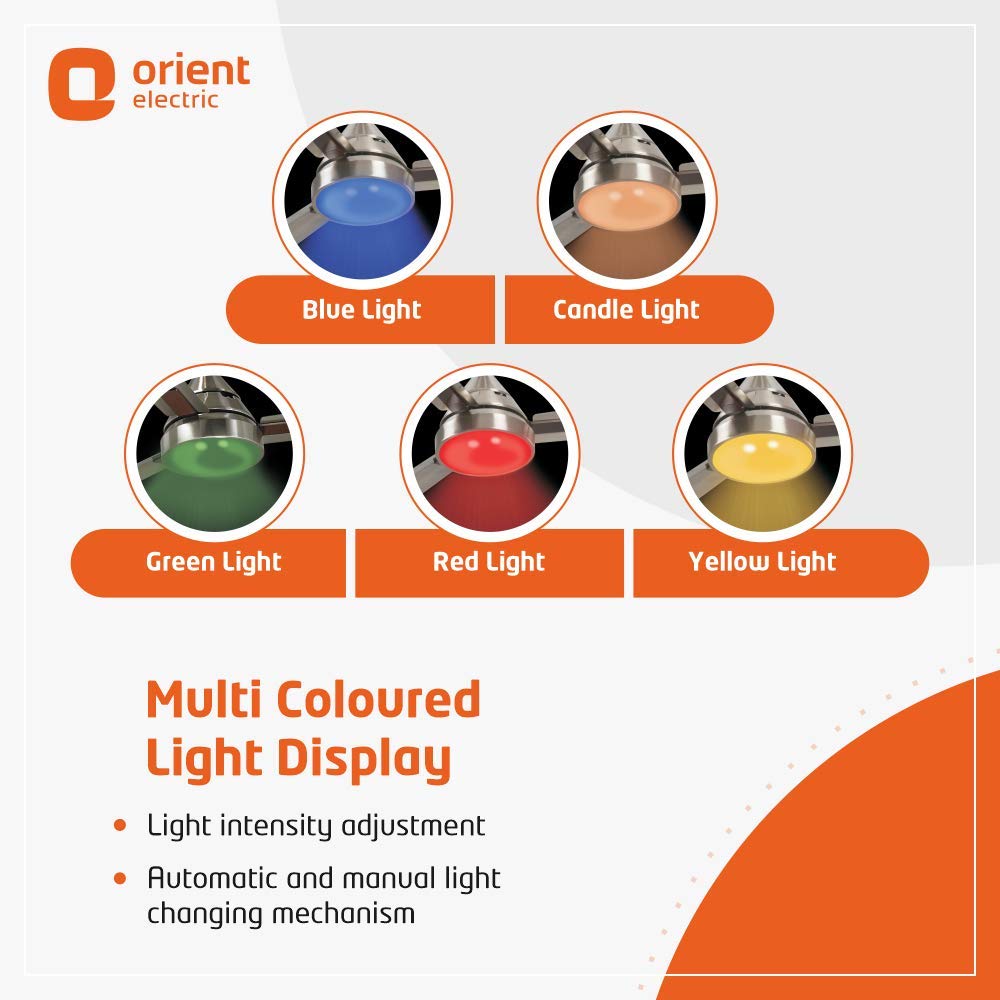 orient
electric
Blue Light
Candle Light
Green Light
Red Light
Yellow Light
Multi Coloured
Light Display
• Light intensity adjustment
• Automatic and manual light
changing mechanism